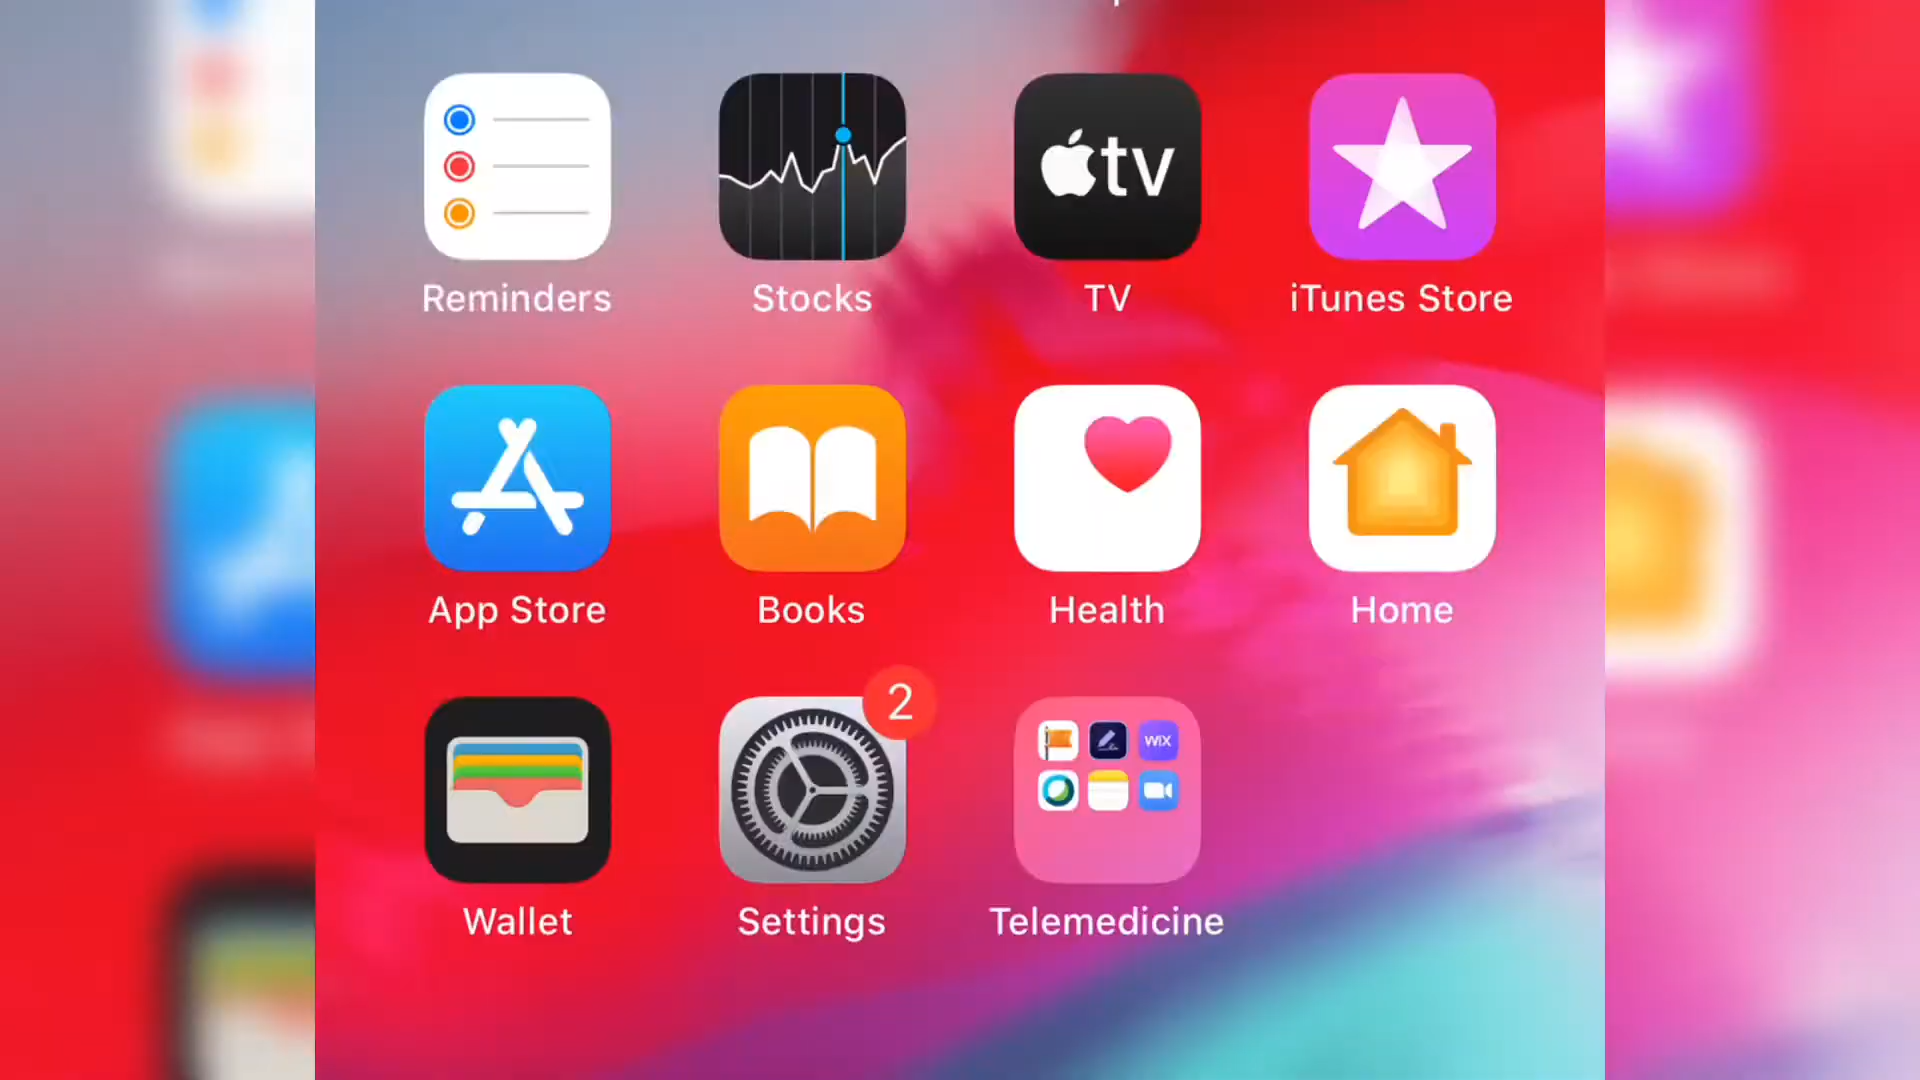 tv
Reminders
Stocks
TV
iTunes Store
App Store
Books
Health
Home
2
WIX
Wallet
Settings
Telemedicine